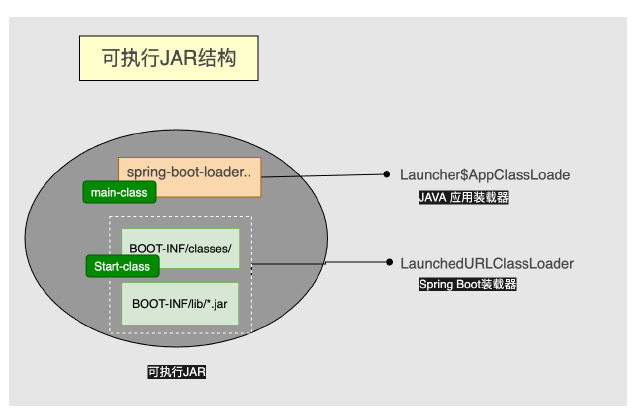 可执行JAR结构
spring-boot-loader..
main-class
Launcher$AppClassLoade
JAVA 应用装载器
BOOT-INF/classes/
Start-class
LaunchedURLClassLoader
Spring Boot装载器
BOOT-INF/lib/*.jar
可执行JAR